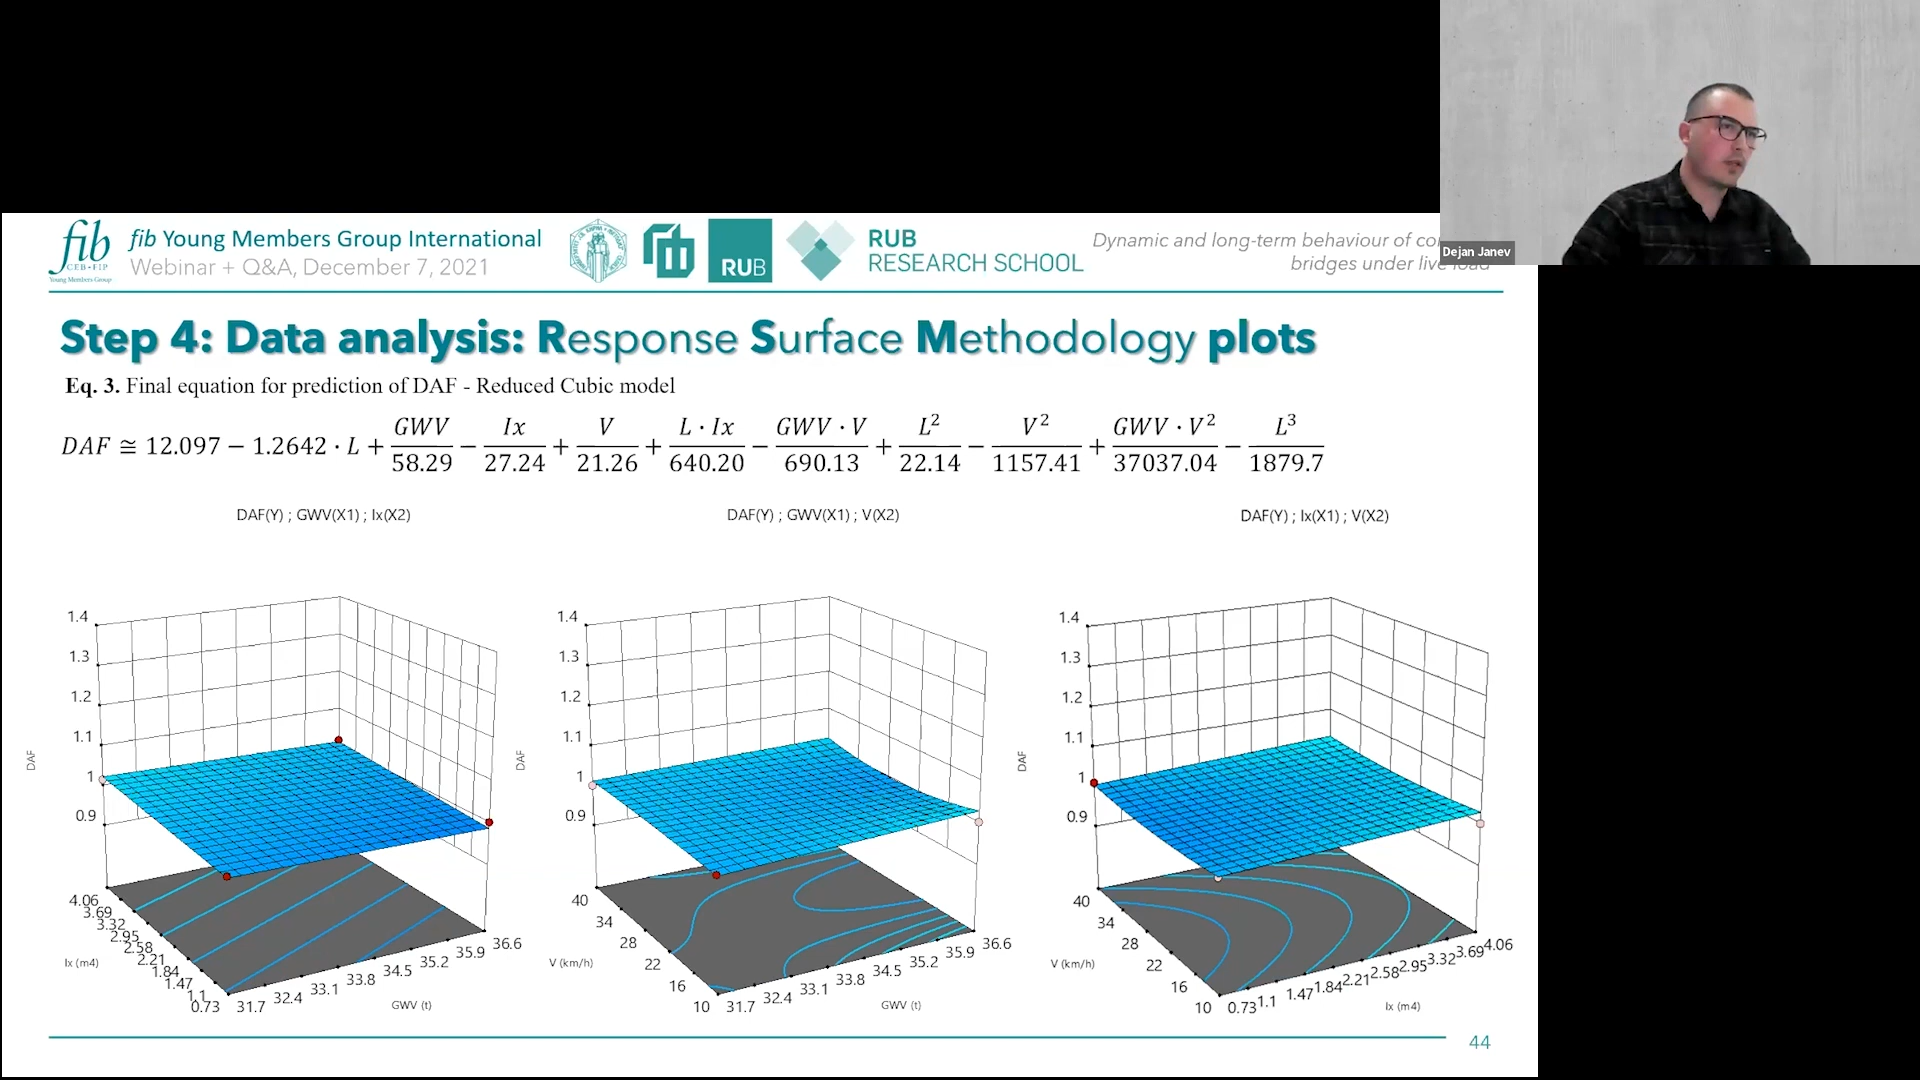 Dejan Janev
fib
CEB-FIP
Young Members Group
fib Young Members Group International
Webinar + Q&A, December 7, 2021
RUB
RUB
RESEARCH SCHOOL
Dynamic and long-term behaviour of co
bridges under live load
Step 4: Data analysis: Response Surface Methodology plots
Eq. 3. Final equation for prediction of DAF - Reduced Cubic model
DAF ≅ 12.097 − 1.2642 · L + GWV/58.29 − Ix/27.24 + V/21.26 + L · Ix/640.20 − GWV · V/690.13 + L²/22.14 − V²/1157.41 + GWV · V²/37037.04 − L³/1879.7
DAF(Y) ; GWV(X1) ; Ix(X2)
1.4
1.3
1.2
1.1
1
0.9
DAF
4.06
3.69
3.32
2.95
2.58
2.21
1.84
1.47
1.1
0.73
Ix (m4)
31.7
32.4
33.1
33.8
34.5
35.2
35.9
36.6
GWV (t)
DAF(Y) ; GWV(X1) ; V(X2)
1.4
1.3
1.2
1.1
1
0.9
DAF
40
34
28
22
16
10
V (km/h)
31.7
32.4
33.1
33.8
34.5
35.2
35.9
36.6
GWV (t)
DAF(Y) ; Ix(X1) ; V(X2)
1.4
1.3
1.2
1.1
1
0.9
DAF
40
34
28
22
16
10
V (km/h)
0.73
1.1
1.47
1.84
2.21
2.58
2.95
3.32
3.69
4.06
Ix (m4)
44